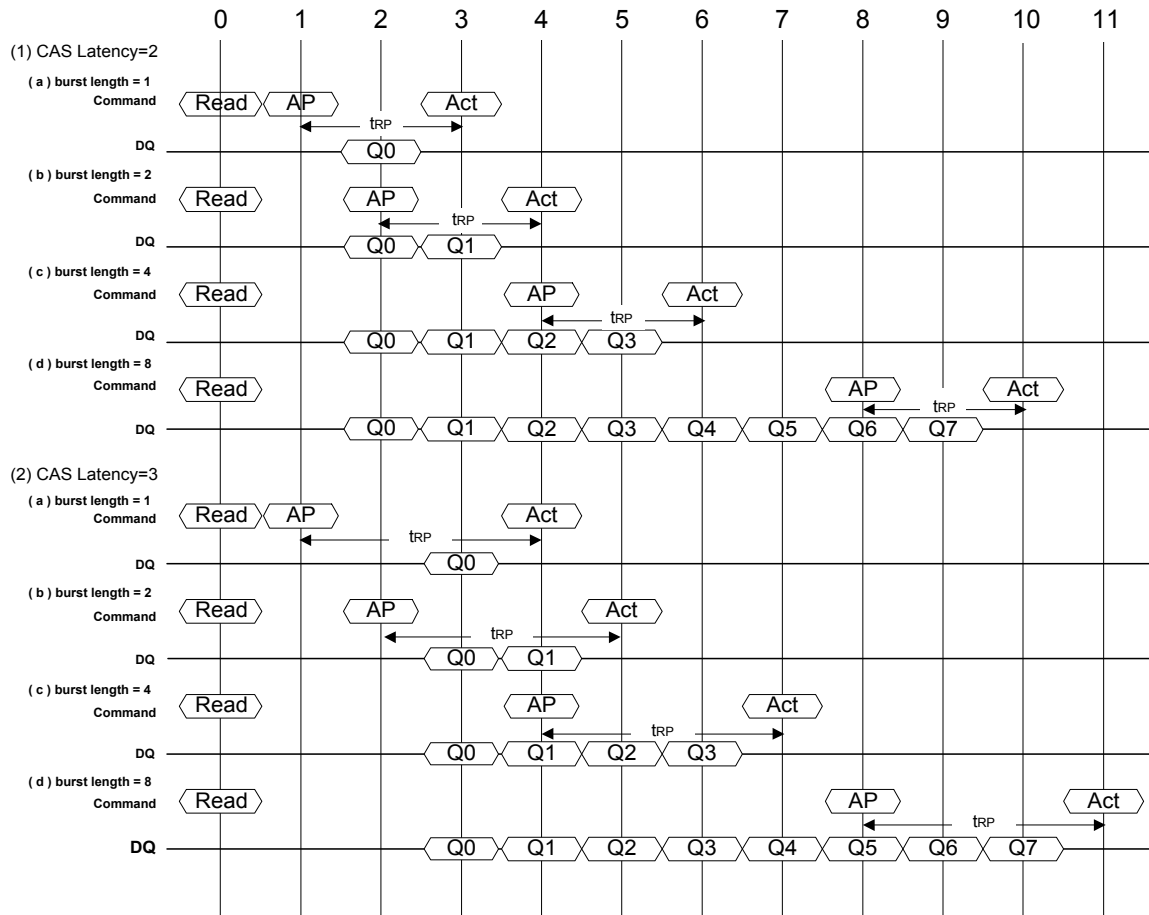 0 1 2 3 4 5 6 7 8 9 10 11
(1) CAS Latency=2
( a ) burst length = 1
Command Read AP Act
tRP
DQ Q0
( b ) burst length = 2
Command Read AP Act
tRP
DQ Q0 Q1
( c ) burst length = 4
Command Read AP Act
tRP
DQ Q0 Q1 Q2 Q3
( d ) burst length = 8
Command Read AP Act
tRP
DQ Q0 Q1 Q2 Q3 Q4 Q5 Q6 Q7
(2) CAS Latency=3
( a ) burst length = 1
Command Read AP Act
tRP
DQ Q0
( b ) burst length = 2
Command Read AP Act
tRP
DQ Q0 Q1
( c ) burst length = 4
Command Read AP Act
tRP
DQ Q0 Q1 Q2 Q3
( d ) burst length = 8
Command Read AP Act
tRP
DQ Q0 Q1 Q2 Q3 Q4 Q5 Q6 Q7